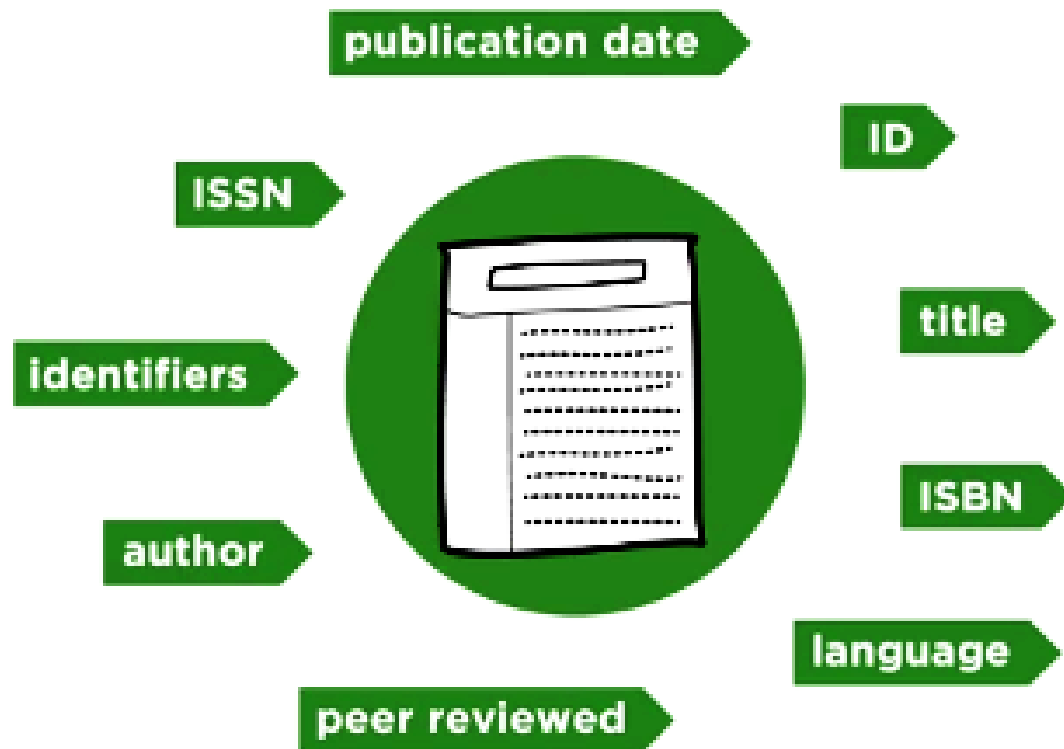 publication date
ID
ISSN
title
identifiers
ISBN
author
language
peer reviewed